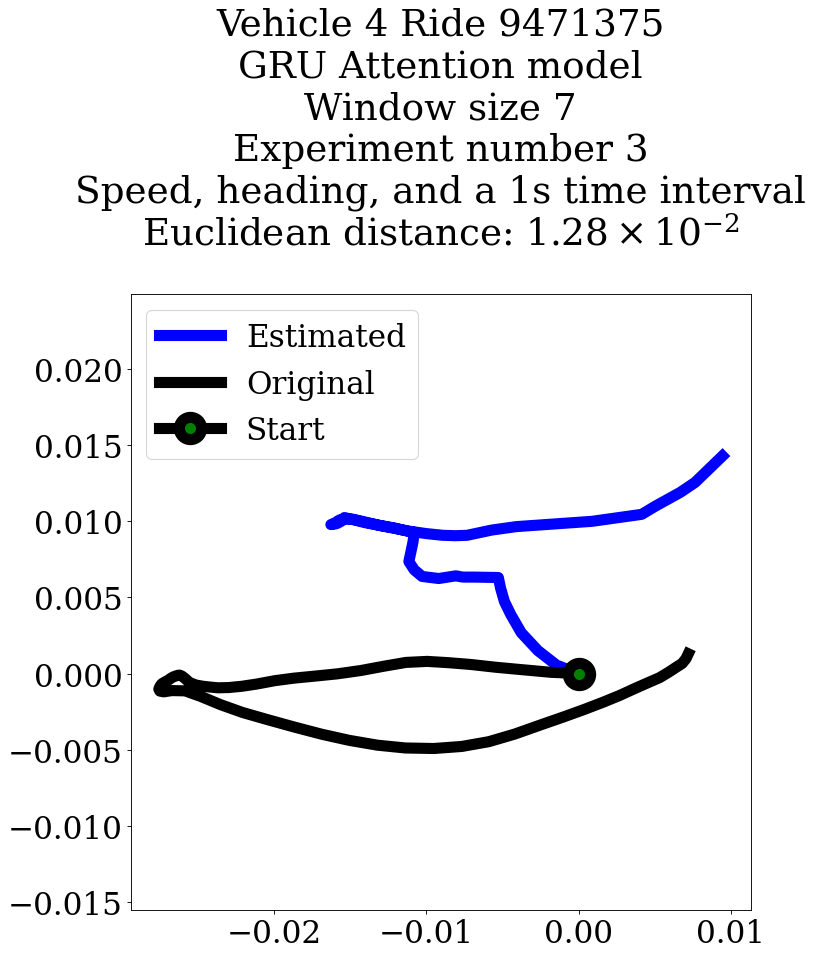 Vehicle 4 Ride 9471375
GRU Attention model
Window size 7
Experiment number 3
Speed, heading, and a 1s time interval
Euclidean distance: 1.28 × 10⁻²
Estimated
Original
Start
0.020
0.015
0.010
0.005
0.000
−0.005
−0.010
−0.015
−0.02 −0.01 0.00 0.01